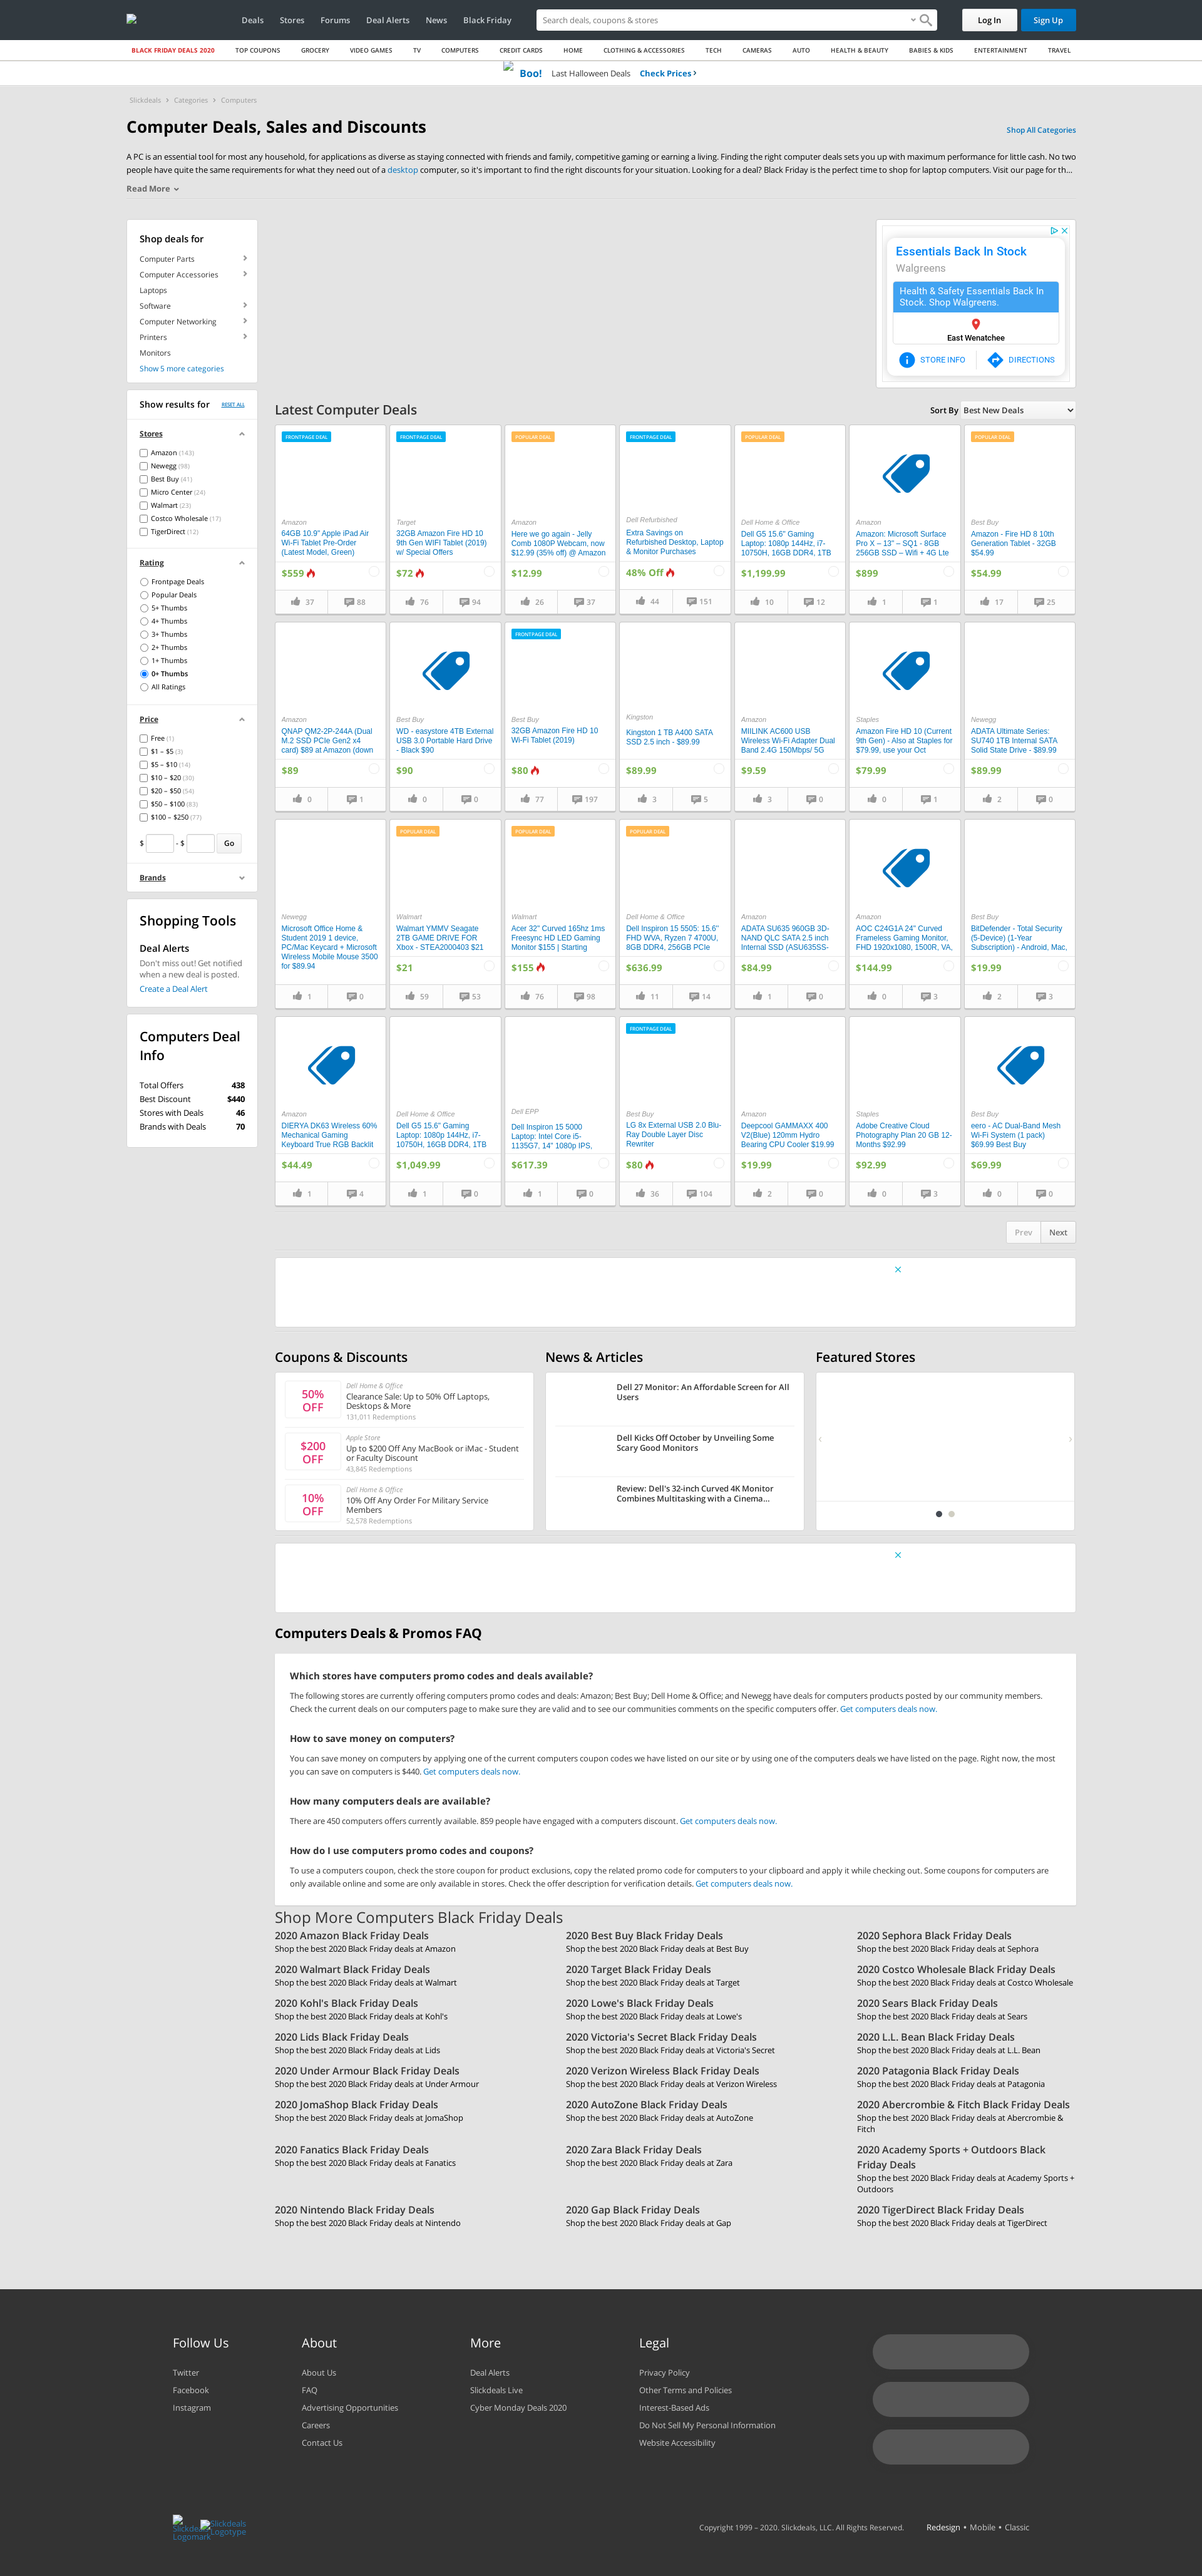 Deals Stores Forums Deal Alerts News Black Friday Search deals, coupons & stores Log In Sign Up
BLACK FRIDAY DEALS 2020 TOP COUPONS GROCERY VIDEO GAMES TV COMPUTERS CREDIT CARDS HOME CLOTHING & ACCESSORIES TECH CAMERAS AUTO HEALTH & BEAUTY BABIES & KIDS ENTERTAINMENT TRAVEL
Boo! Last Halloween Deals Check Prices
Slickdeals Categories Computers
Computer Deals, Sales and Discounts
Shop All Categories
A PC is an essential tool for most any household, for applications as diverse as staying connected with friends and family, competitive gaming or earning a living. Finding the right computer deals sets you up with maximum performance for little cash. No two
people have quite the same requirements for what they need out of a desktop computer, so it's important to find the right discounts for your situation. Looking for a deal? Black Friday is the perfect time to shop for laptop computers. Visit our th...
Read More
Shop deals for
Computer Parts
Computer Accessories
Laptops
Software
Computer Networking
Printers
Monitors
Show 5 more categories
Essentials Back In Stock
Walgreens
Health & Safety Essentials Back In
Stock. Shop Walgreens.
East Wenatchee
STORE INFO DIRECTIONS
Show results for RESET ALL
Stores
Amazon (143)
Newegg (98)
Best Buy (41)
Micro Center (24)
Walmart (23)
Costco Wholesale (17)
TigerDirect (12)
Rating
Frontpage Deals
Popular Deals
5+ Thumbs
4+ Thumbs
3+ Thumbs
2+ Thumbs
1+ Thumbs
0+ Thumbs
All Ratings
Price
Free (1)
$1 – $5 (3)
$5 – $10 (14)
$10 – $20 (30)
$20 – $50 (54)
$50 – $100 (83)
$100 – $250 (77)
$ - $ Go
Brands
Shopping Tools
Deal Alerts
Don't miss out! Get notified
when a new deal is posted.
Create a Deal Alert
Computers Deal
Info
Total Offers 438
Best Discount $440
Stores with Deals 46
Brands with Deals 70
Latest Computer Deals
Sort By Best New Deals
FRONTPAGE DEAL
Amazon
64GB 10.9" Apple iPad Air
Wi-Fi Tablet Pre-Order
(Latest Model, Green)
$559
37 88
FRONTPAGE DEAL
Target
32GB Amazon Fire HD 10
9th Gen WIFI Tablet (2019)
w/ Special Offers
$72
76 94
POPULAR DEAL
Amazon
Here we go again - Jelly
Comb 1080P Webcam, now
$12.99 (35% off) @ Amazon
$12.99
26 37
FRONTPAGE DEAL
Dell Refurbished
Extra Savings on
Refurbished Desktop, Laptop
& Monitor Purchases
48% Off
44 151
POPULAR DEAL
Dell Home & Office
Dell G5 15.6" Gaming
Laptop: 1080p 144Hz, i7-
10750H, 16GB DDR4, 1TB
$1,199.99
10 12
Amazon
Amazon: Microsoft Surface
Pro X – 13" – SQ1 - 8GB
256GB SSD – Wifi + 4G Lte
$899
1 1
POPULAR DEAL
Best Buy
Amazon - Fire HD 8 10th
Generation Tablet - 32GB
$54.99
$54.99
17 25
Amazon
QNAP QM2-2P-244A (Dual
M.2 SSD PCIe Gen2 x4
card) $89 at Amazon (down
$89
0 1
Best Buy
WD - easystore 4TB External
USB 3.0 Portable Hard Drive
- Black $90
$90
0 0
FRONTPAGE DEAL
Best Buy
32GB Amazon Fire HD 10
Wi-Fi Tablet (2019)
$80
77 197
Kingston
Kingston 1 TB A400 SATA
SSD 2.5 inch - $89.99
$89.99
3 5
Amazon
MIILINK AC600 USB
Wireless Wi-Fi Adapter Dual
Band 2.4G 150Mbps/ 5G
$9.59
3 0
Staples
Amazon Fire HD 10 (Current
9th Gen) - Also at Staples for
$79.99, use your Oct
$79.99
0 1
Newegg
ADATA Ultimate Series:
SU740 1TB Internal SATA
Solid State Drive - $89.99
$89.99
2 0
Newegg
Microsoft Office Home &
Student 2019 1 device,
PC/Mac Keycard + Microsoft
Wireless Mobile Mouse 3500
for $89.94
1 0
POPULAR DEAL
Walmart
Walmart YMMV Seagate
2TB GAME DRIVE FOR
Xbox - STEA2000403 $21
$21
59 53
POPULAR DEAL
Walmart
Acer 32" Curved 165hz 1ms
Freesync HD LED Gaming
Monitor $155 | Starting
$155
76 98
POPULAR DEAL
Dell Home & Office
Dell Inspiron 15 5505: 15.6"
FHD WVA, Ryzen 7 4700U,
8GB DDR4, 256GB PCIe
$636.99
11 14
Amazon
ADATA SU635 960GB 3D-
NAND QLC SATA 2.5 inch
Internal SSD (ASU635SS-
$84.99
1 0
Amazon
AOC C24G1A 24" Curved
Frameless Gaming Monitor,
FHD 1920x1080, 1500R, VA,
$144.99
0 3
Best Buy
BitDefender - Total Security
(5-Device) (1-Year
Subscription) - Android, Mac,
$19.99
2 3
Amazon
DIERYA DK63 Wireless 60%
Mechanical Gaming
Keyboard True RGB Backlit
$44.49
1 4
Dell Home & Office
Dell G5 15.6" Gaming
Laptop: 1080p 144Hz, i7-
10750H, 16GB DDR4, 1TB
$1,049.99
1 0
Dell EPP
Dell Inspiron 15 5000
Laptop: Intel Core i5-
1135G7, 14" 1080p IPS,
$617.39
1 0
FRONTPAGE DEAL
Best Buy
LG 8x External USB 2.0 Blu-
Ray Double Layer Disc
Rewriter
$80
36 104
Amazon
Deepcool GAMMAXX 400
V2(Blue) 120mm Hydro
Bearing CPU Cooler $19.99
$19.99
2 0
Staples
Adobe Creative Cloud
Photography Plan 20 GB 12-
Months $92.99
$92.99
0 3
Best Buy
eero - AC Dual-Band Mesh
Wi-Fi System (1 pack)
$69.99 Best Buy
$69.99
0 0
Prev Next
Coupons & Discounts
50%
OFF
Dell Home & Office
Clearance Sale: Up to 50% Off Laptops,
Desktops & More
131,011 Redemptions
$200
OFF
Apple Store
Up to $200 Off Any MacBook or iMac - Student
or Faculty Discount
43,845 Redemptions
10%
OFF
Dell Home & Office
10% Off Any Order For Military Service
Members
52,578 Redemptions
News & Articles
Dell 27 Monitor: An Affordable Screen for All
Users
Dell Kicks Off October by Unveiling Some
Scary Good Monitors
Review: Dell's 32-inch Curved 4K Monitor
Combines Multitasking with a Cinema...
Featured Stores
Computers Deals & Promos FAQ
Which stores have computers promo codes and deals available?
The following stores are currently offering computers promo codes and deals: Amazon; Best Buy; Dell Home & Office; and Newegg have deals for computers products posted by our community members.
Check the current deals on our computers page to make sure they are valid and to see our communities comments on the specific computers offer. Get computers deals now.
How to save money on computers?
You can save money on computers by applying one of the current computers coupon codes we have listed on our site or by using one of the computers deals we have listed on the page. Right now, the most
you can save on computers is $440. Get computers deals now.
How many computers deals are available?
There are 450 computers offers currently available. 859 people have engaged with a computers discount. Get computers deals now.
How do I use computers promo codes and coupons?
To use a computers coupon, check the store coupon for product exclusions, copy the related promo code for computers to your clipboard and apply it while checking out. Some coupons for computers are
only available online and some are only available in stores. Check the offer description for verification details. Get computers deals now.
Shop More Computers Black Friday Deals
2020 Amazon Black Friday Deals
Shop the best 2020 Black Friday deals at Amazon
2020 Best Buy Black Friday Deals
Shop the best 2020 Black Friday deals at Best Buy
2020 Sephora Black Friday Deals
Shop the best 2020 Black Friday deals at Sephora
2020 Walmart Black Friday Deals
Shop the best 2020 Black Friday deals at Walmart
2020 Target Black Friday Deals
Shop the best 2020 Black Friday deals at Target
2020 Costco Wholesale Black Friday Deals
Shop the best 2020 Black Friday deals at Costco Wholesale
2020 Kohl's Black Friday Deals
Shop the best 2020 Black Friday deals at Kohl's
2020 Lowe's Black Friday Deals
Shop the best 2020 Black Friday deals at Lowe's
2020 Sears Black Friday Deals
Shop the best 2020 Black Friday deals at Sears
2020 Lids Black Friday Deals
Shop the best 2020 Black Friday deals at Lids
2020 Victoria's Secret Black Friday Deals
Shop the best 2020 Black Friday deals at Victoria's Secret
2020 L.L. Bean Black Friday Deals
Shop the best 2020 Black Friday deals at L.L. Bean
2020 Under Armour Black Friday Deals
Shop the best 2020 Black Friday deals at Under Armour
2020 Verizon Wireless Black Friday Deals
Shop the best 2020 Black Friday deals at Verizon Wireless
2020 Patagonia Black Friday Deals
Shop the best 2020 Black Friday deals at Patagonia
2020 JomaShop Black Friday Deals
Shop the best 2020 Black Friday deals at JomaShop
2020 AutoZone Black Friday Deals
Shop the best 2020 Black Friday deals at AutoZone
2020 Abercrombie & Fitch Black Friday Deals
Shop the best 2020 Black Friday deals at Abercrombie &
Fitch
2020 Fanatics Black Friday Deals
Shop the best 2020 Black Friday deals at Fanatics
2020 Zara Black Friday Deals
Shop the best 2020 Black Friday deals at Zara
2020 Academy Sports + Outdoors Black
Friday Deals
Shop the best 2020 Black Friday deals at Academy Sports +
Outdoors
2020 Nintendo Black Friday Deals
Shop the best 2020 Black Friday deals at Nintendo
2020 Gap Black Friday Deals
Shop the best 2020 Black Friday deals at Gap
2020 TigerDirect Black Friday Deals
Shop the best 2020 Black Friday deals at TigerDirect
Follow Us
Twitter
Facebook
Instagram
About
About Us
FAQ
Advertising Opportunities
Careers
Contact Us
More
Deal Alerts
Slickdeals Live
Cyber Monday Deals 2020
Legal
Privacy Policy
Other Terms and Policies
Interest-Based Ads
Do Not Sell My Personal Information
Website Accessibility
Slickdeals
Logomark
Slickdeals
Logotype
Copyright 1999 – 2020. Slickdeals, LLC. All Rights Reserved. Redesign • Mobile • Classic